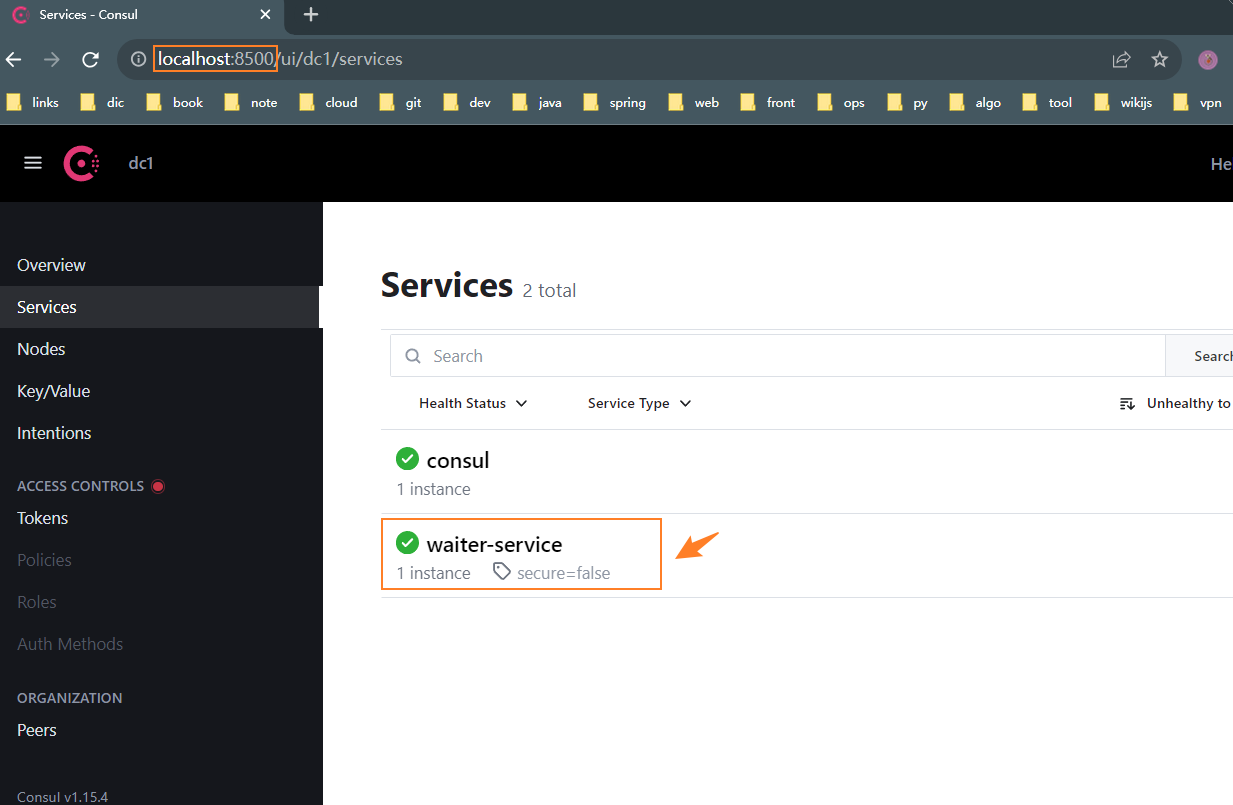 Services - Consul
localhost:8500/ui/dc1/services
links dic book note cloud git dev java spring web front ops py algo tool wikijs vpn
dc1
He
Overview
Services
Nodes
Key/Value
Intentions
ACCESS CONTROLS
Tokens
Policies
Roles
Auth Methods
ORGANIZATION
Peers
Consul v1.15.4
Services 2 total
Search Search
Health Status Service Type Unhealthy to
consul
1 instance
waiter-service
1 instance secure=false